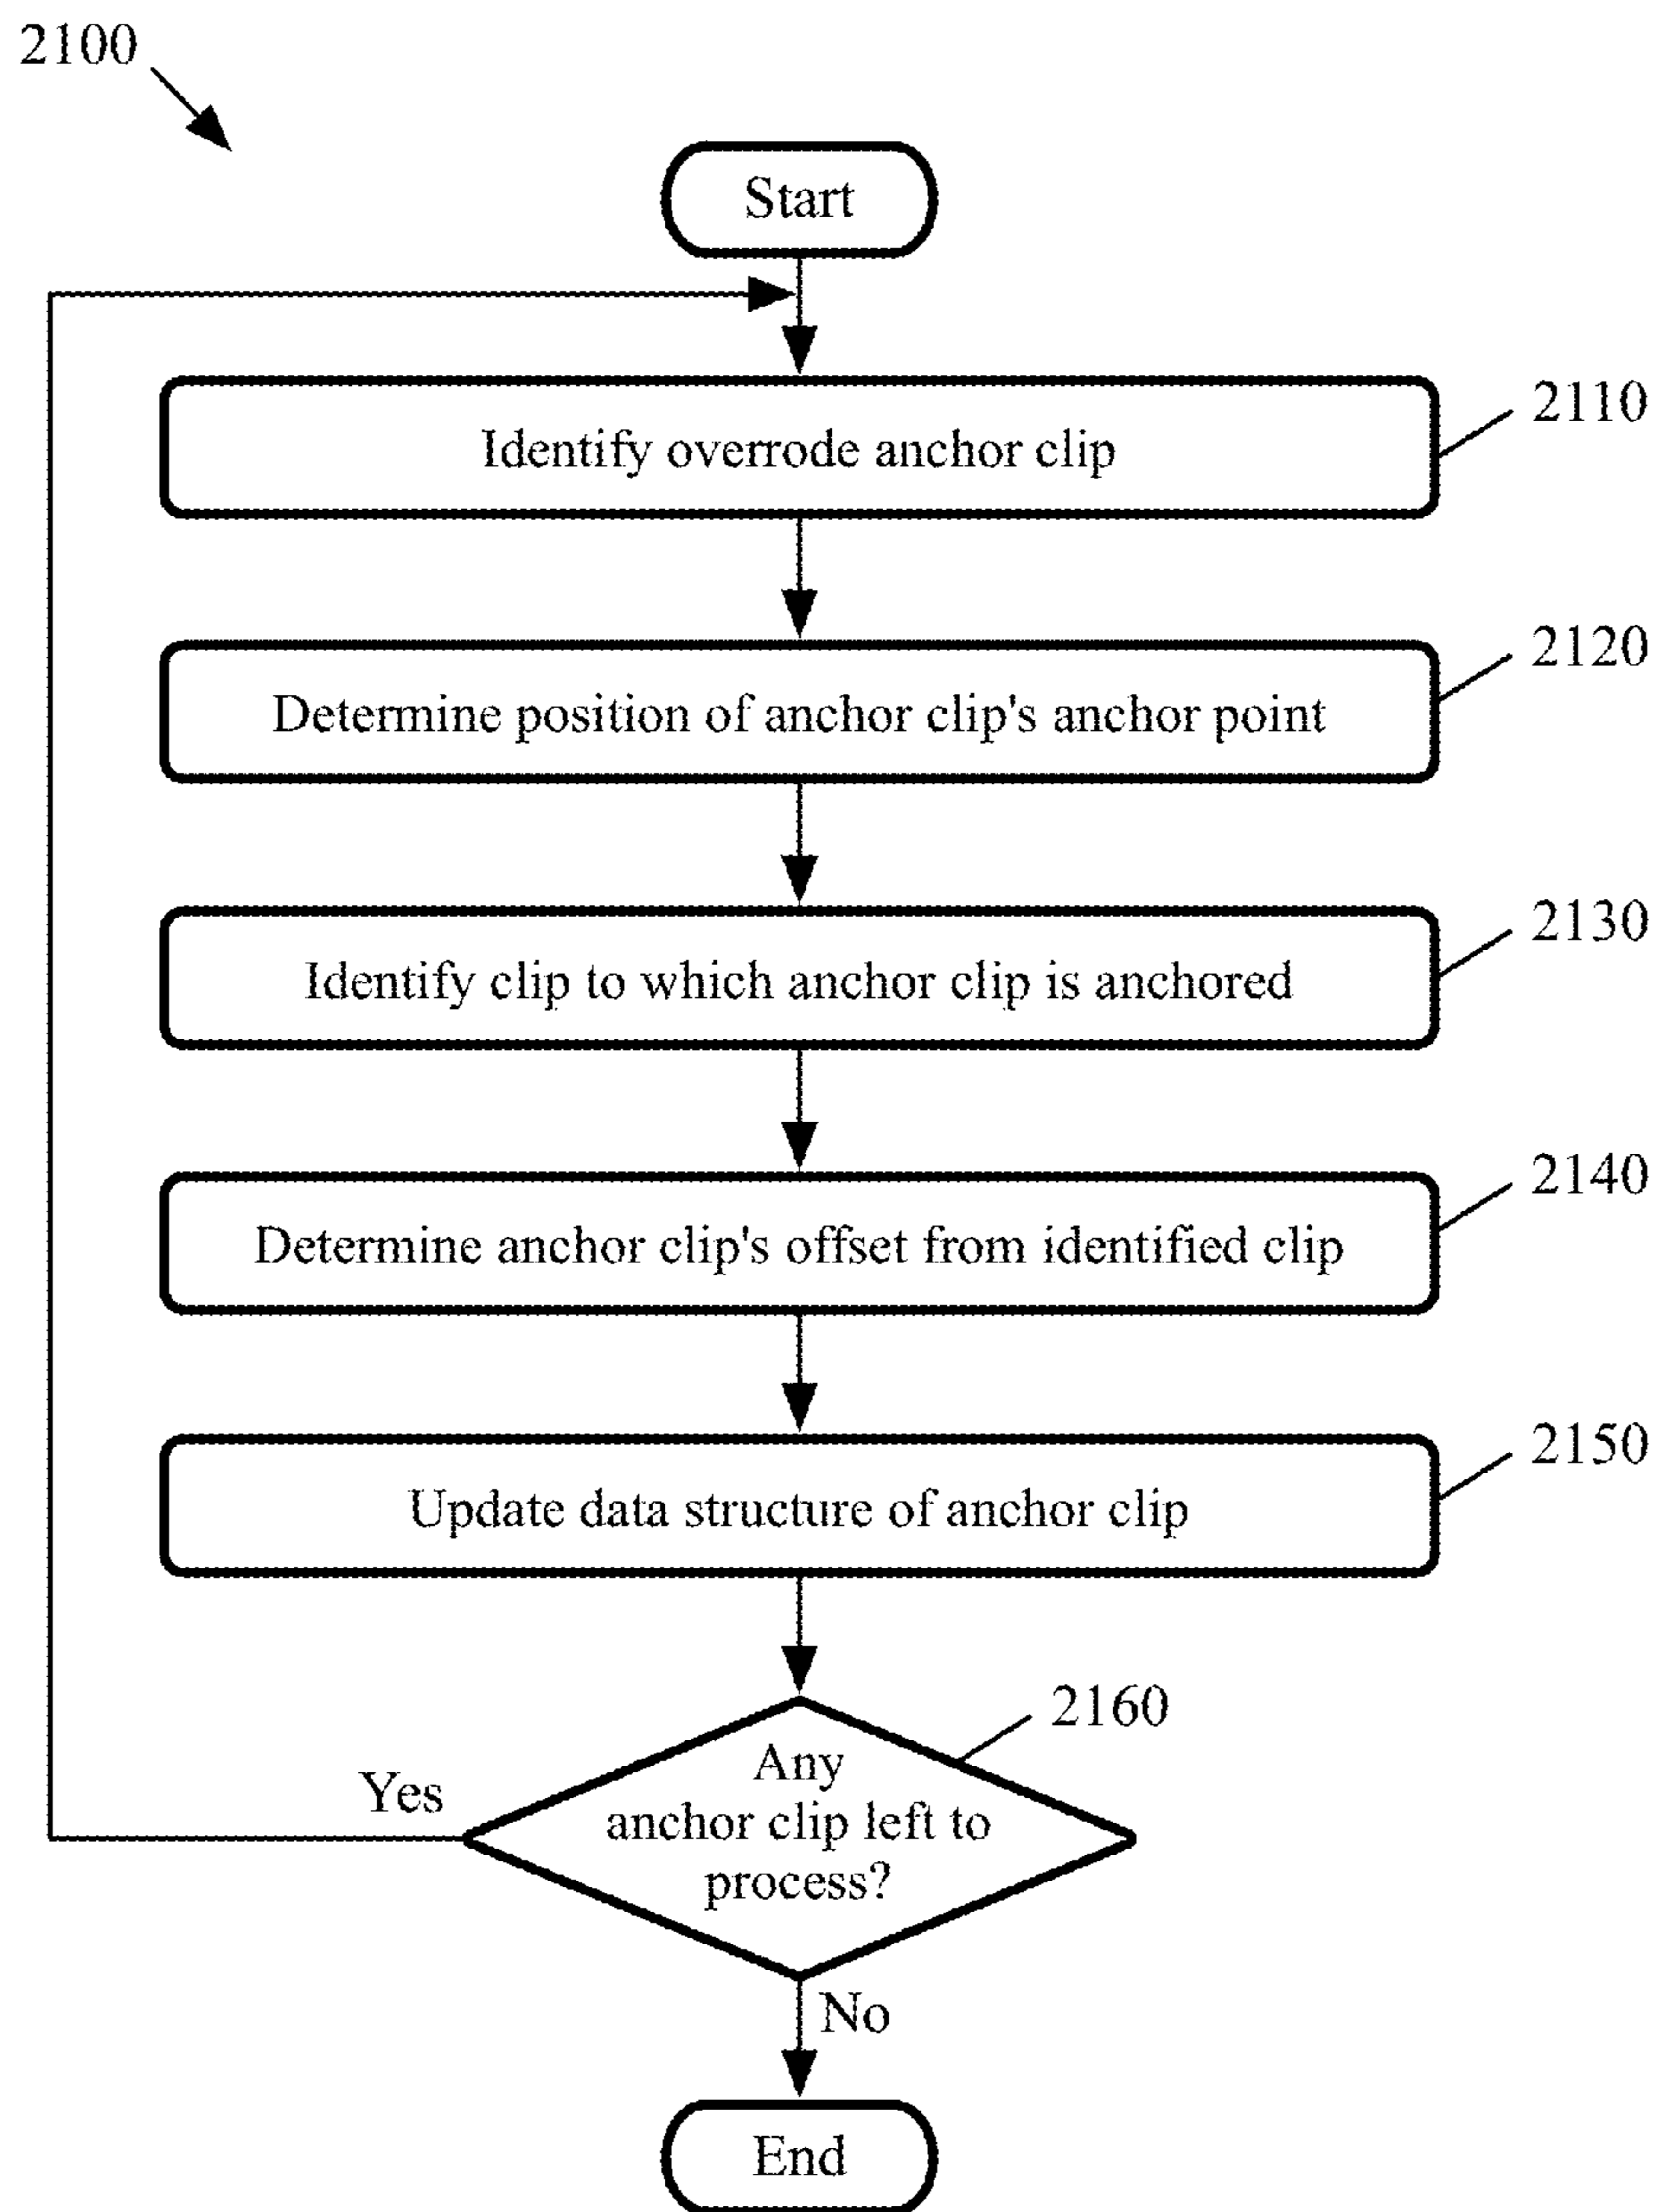 2100
Start
Identify overrode anchor clip
2110
Determine position of anchor clip's anchor point
2120
Identify clip to which anchor clip is anchored
2130
Determine anchor clip's offset from identified clip
2140
Update data structure of anchor clip
2150
Any
anchor clip left to
process?
2160
Yes
No
End